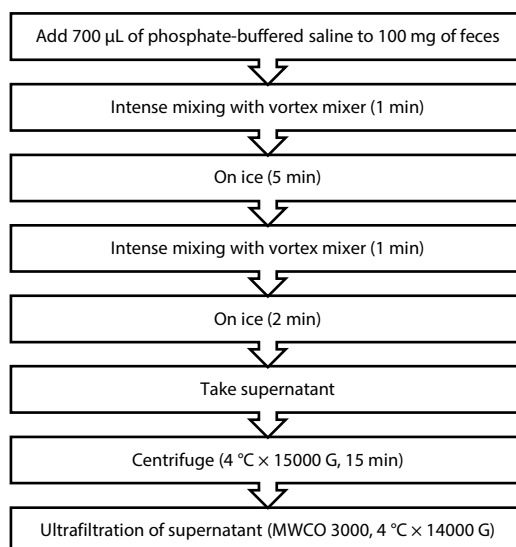 Add 700 µL of phosphate-buffered saline to 100 mg of feces
Intense mixing with vortex mixer (1 min)
On ice (5 min)
Intense mixing with vortex mixer (1 min)
On ice (2 min)
Take supernatant
Centrifuge (4 °C × 15000 G, 15 min)
Ultrafiltration of supernatant (MWCO 3000, 4 °C × 14000 G)